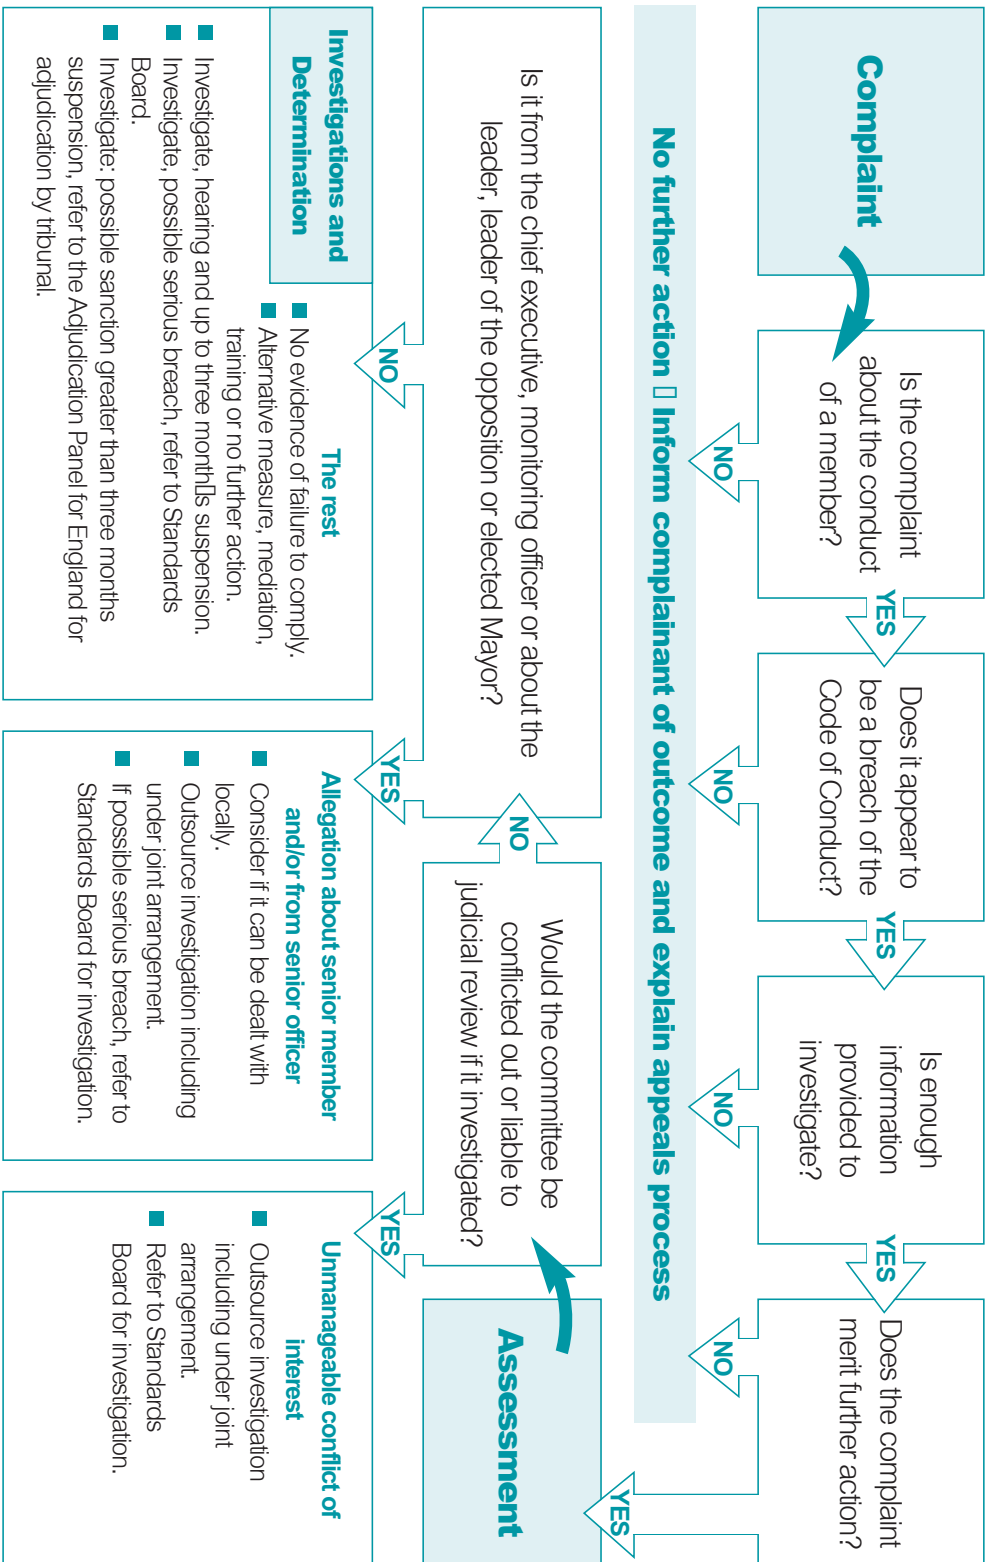 Complaint
Is the complaint
about the conduct
of a member?
YES
Does it appear to
be a breach of the
Code of Conduct?
YES
Is enough
information
provided to
investigate?
YES
Does the complaint
merit further action?
NO
NO
NO
NO
YES
No further action ▯ Inform complainant of outcome and explain appeals process
Assessment
Would the committee be
conflicted out or liable to
judicial review if it investigated?
NO
YES
Is it from the chief executive, monitoring officer or about the
leader, leader of the opposition or elected Mayor?
NO
YES
Investigations and
Determination
The rest
■ No evidence of failure to comply.
■ Alternative measure, mediation,
training or no further action.
■ Investigate, hearing and up to three month▯s suspension.
■ Investigate, possible serious breach, refer to Standards
Board.
■ Investigate: possible sanction greater than three months
suspension, refer to the Adjudication Panel for England for
adjudication by tribunal.
Allegation about senior member
and/or from senior officer
■ Consider if it can be dealt with
locally.
■ Outsource investigation including
under joint arrangement.
■ If possible serious breach, refer to
Standards Board for investigation.
Unmanageable conflict of
interest
■ Outsource investigation
including under joint
arrangement.
■ Refer to Standards
Board for investigation.